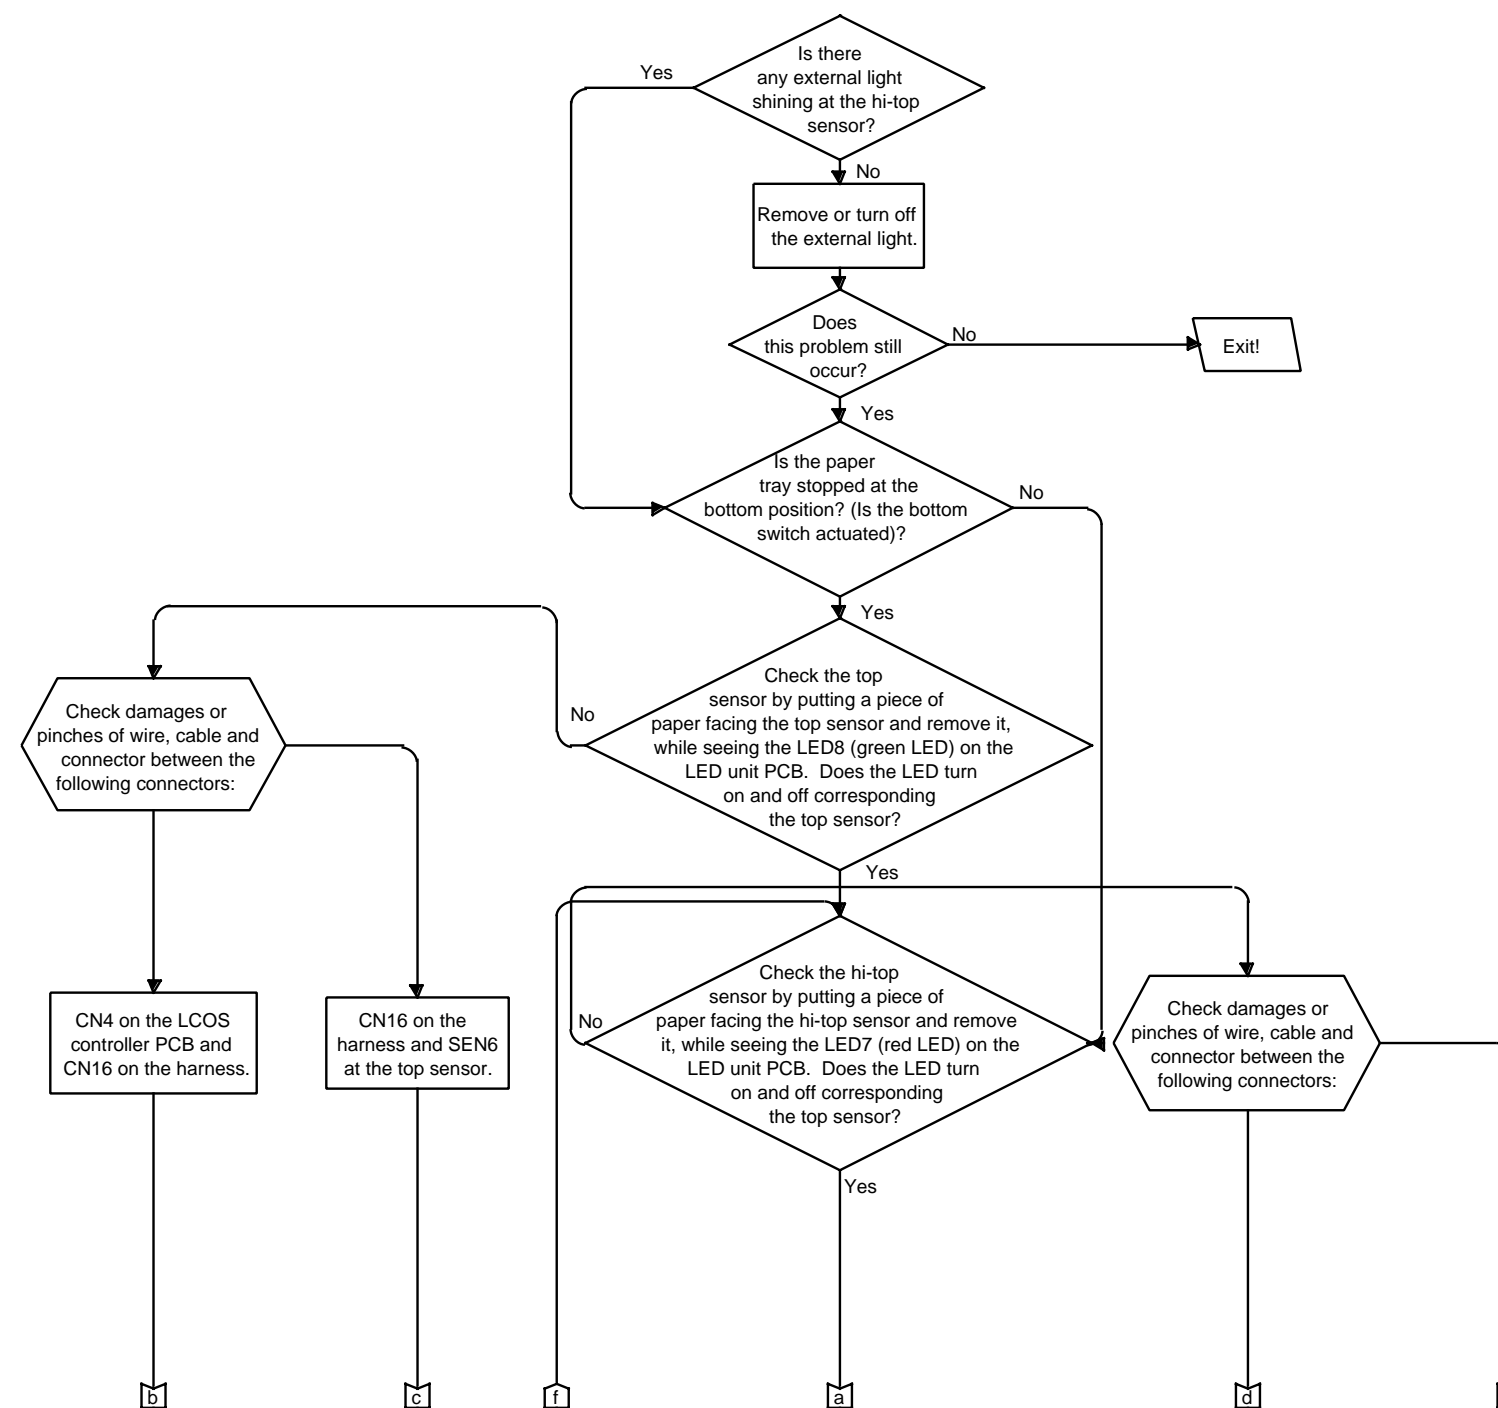 Is there
any external light
shining at the hi-top
sensor?
Yes
No
Remove or turn off
the external light.
Does
this problem still
occur?
No
Exit!
Yes
Is the paper
tray stopped at the
bottom position? (Is the bottom
switch actuated)?
No
Yes
Check the top
sensor by putting a piece of
paper facing the top sensor and remove it,
while seeing the LED8 (green LED) on the
LED unit PCB.  Does the LED turn
on and off corresponding
the top sensor?
No
Yes
Check damages or
pinches of wire, cable and
connector between the
following connectors:
CN4 on the LCOS
controller PCB and
CN16 on the harness.
CN16 on the
harness and SEN6
at the top sensor.
Check the hi-top
sensor by putting a piece of
paper facing the hi-top sensor and remove
it, while seeing the LED7 (red LED) on the
LED unit PCB.  Does the LED turn
on and off corresponding
the top sensor?
No
Yes
Check damages or
pinches of wire, cable and
connector between the
following connectors:
b
c
f
a
d